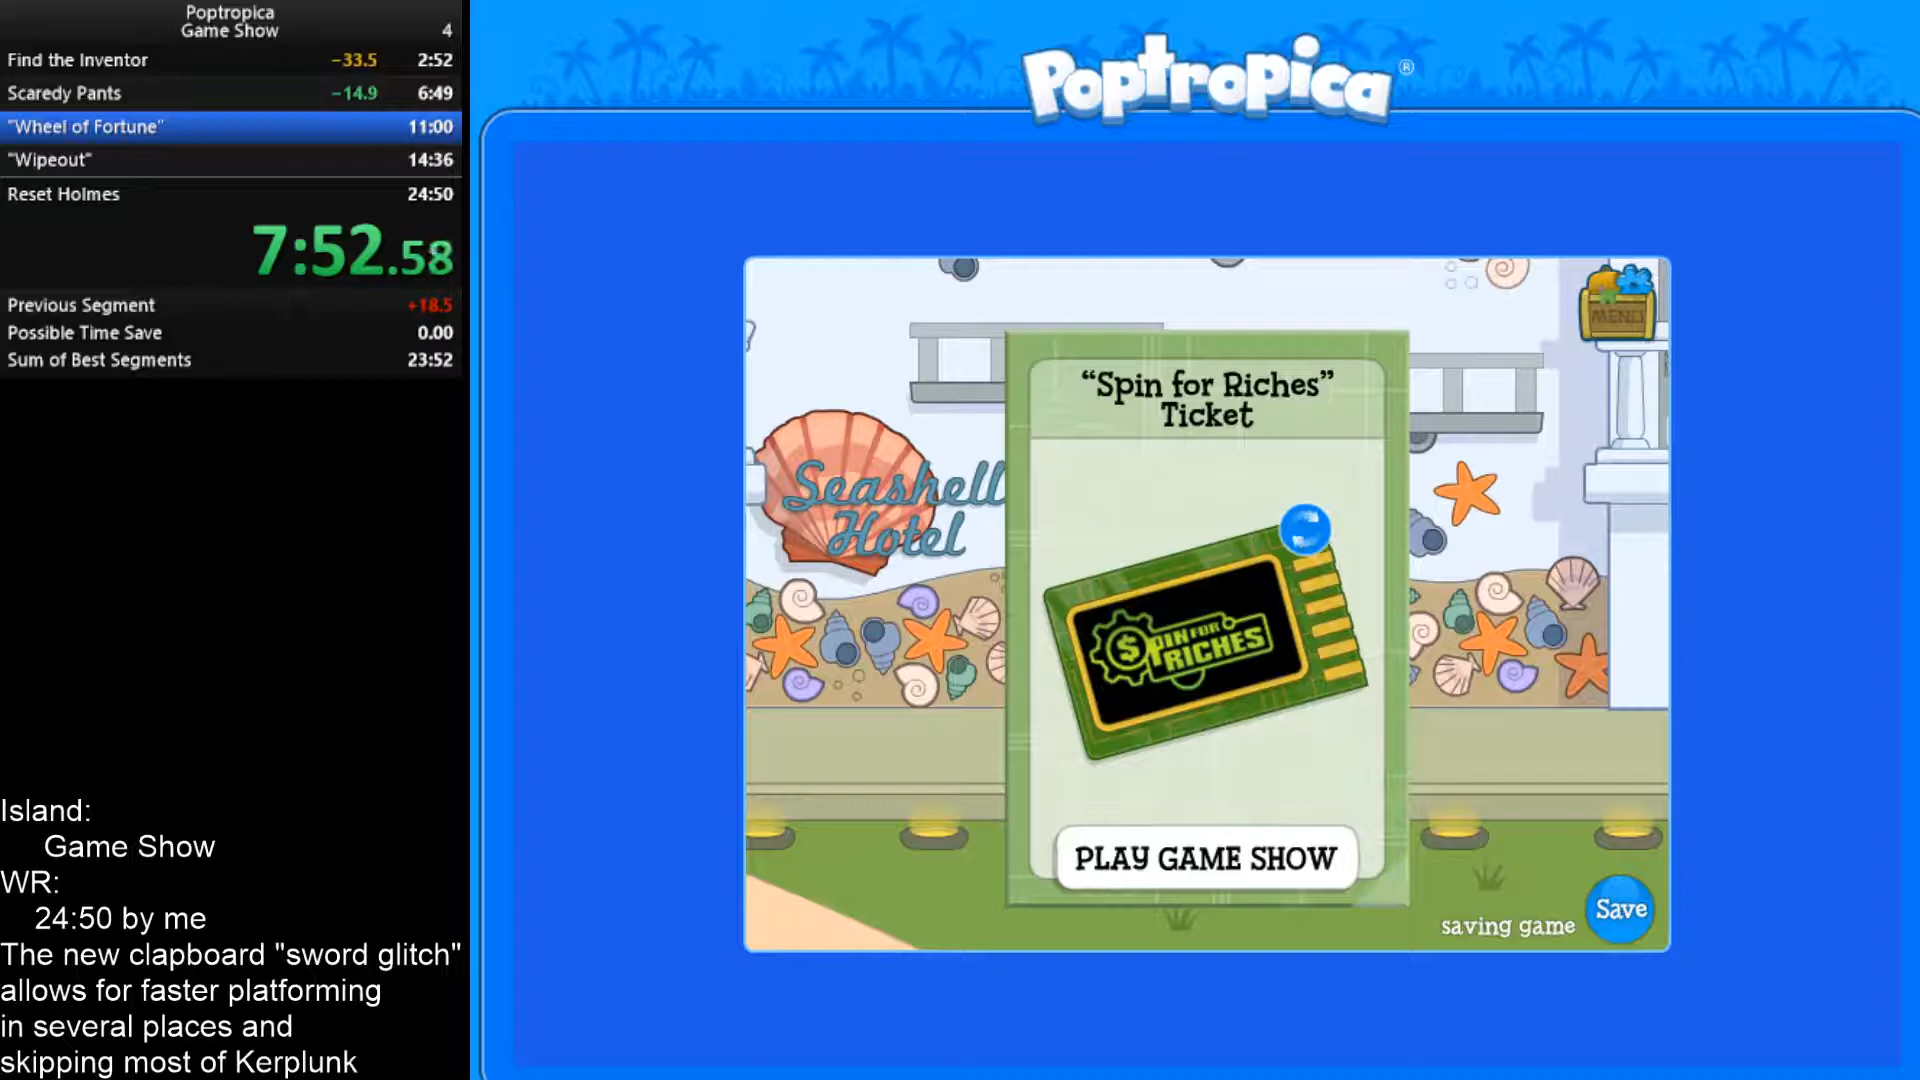 Poptropica
Game Show
4
Find the Inventor −33.5 2:52
Scaredy Pants −14.9 6:49
"Wheel of Fortune" 11:00
"Wipeout" 14:36
Reset Holmes 24:50
7:52.58
Previous Segment +18.5
Possible Time Save 0.00
Sum of Best Segments 23:52
Island:
Game Show
WR:
24:50 by me
The new clapboard "sword glitch"
allows for faster platforming
in several places and
skipping most of Kerplunk
Poptropica®
MENU
Seashell
Hotel
“Spin for Riches”
Ticket
$PIN FOR
RICHES
PLAY GAME SHOW
saving game
Save